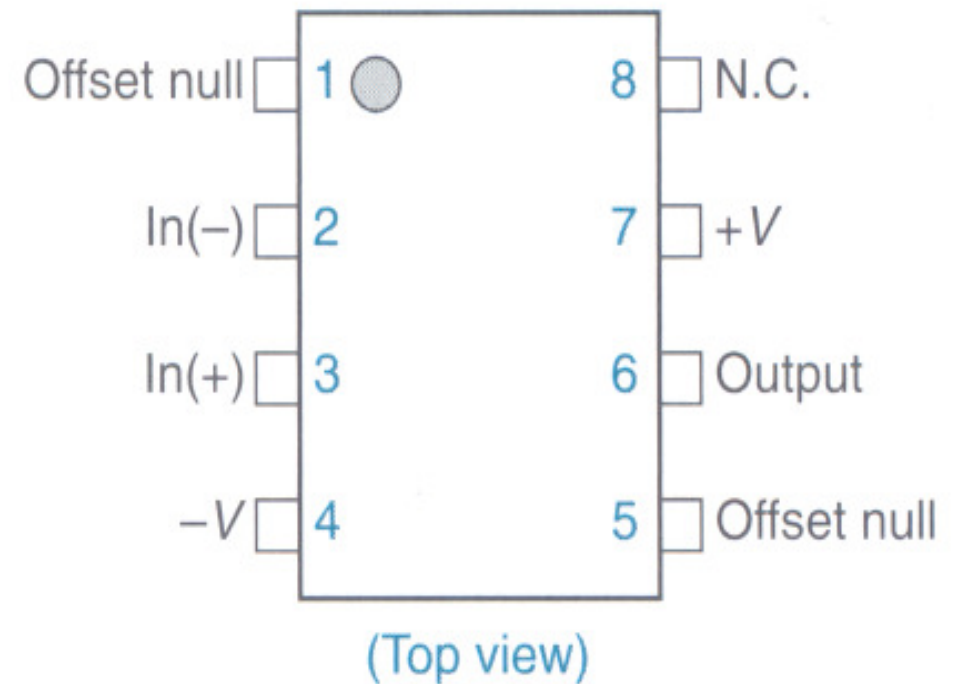 Offset null 1 8 N.C.
In(–) 2 7 +V
In(+) 3 6 Output
–V 4 5 Offset null
(Top view)